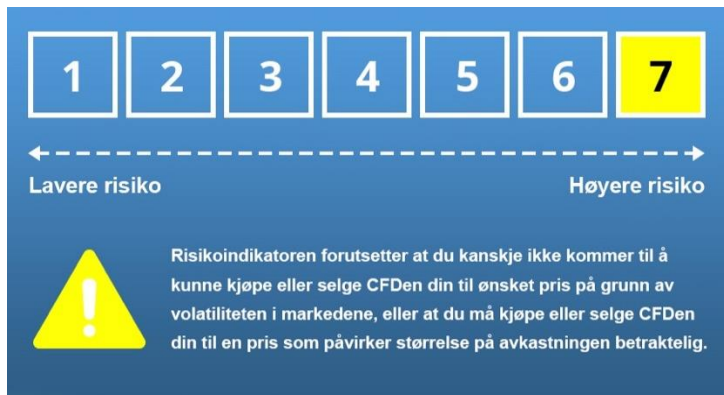 1 2 3 4 5 6 7
Lavere risiko Høyere risiko
!
Risikoindikatoren forutsetter at du kanskje ikke kommer til å
kunne kjøpe eller selge CFDen din til ønsket pris på grunn av
volatiliteten i markedene, eller at du må kjøpe eller selge CFDen
din til en pris som påvirker størrelse på avkastningen betraktelig.